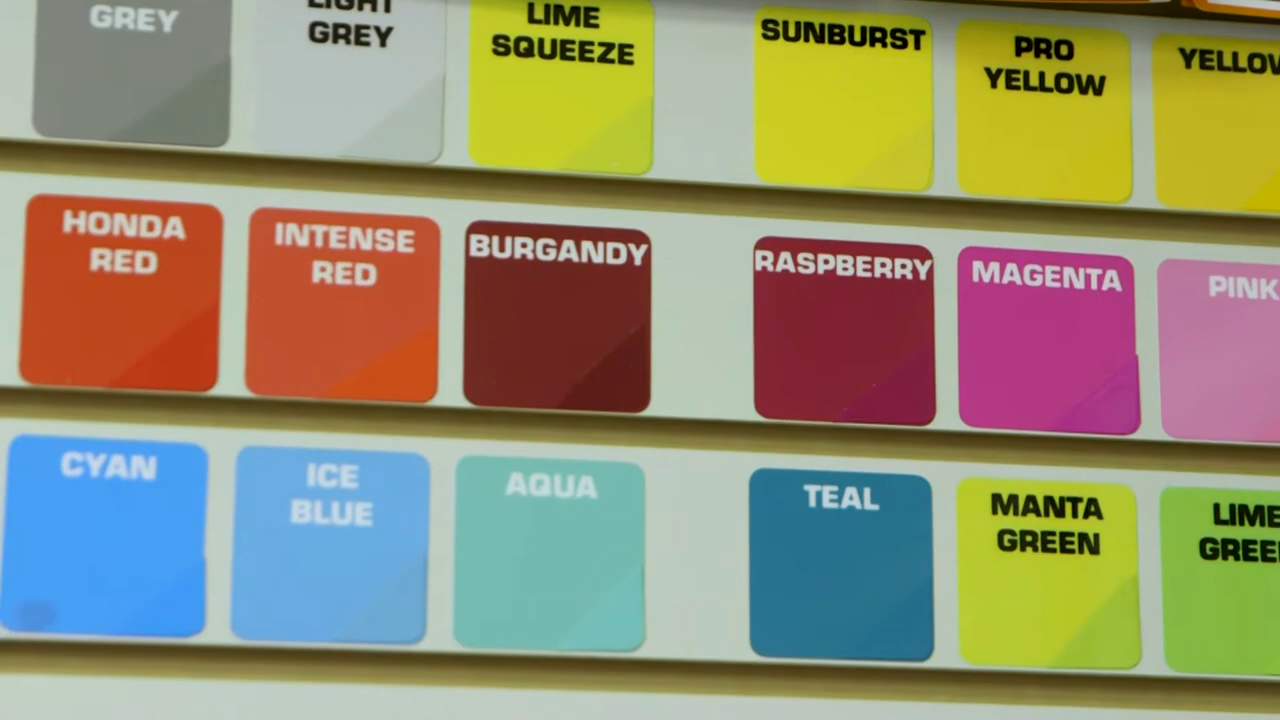 GREY
LIGHT
GREY
LIME
SQUEEZE
SUNBURST
PRO
YELLOW
YELLOW
HONDA
RED
INTENSE
RED
BURGANDY
RASPBERRY
MAGENTA
PINK
CYAN
ICE
BLUE
AQUA
TEAL
MANTA
GREEN
LIME
GREEN